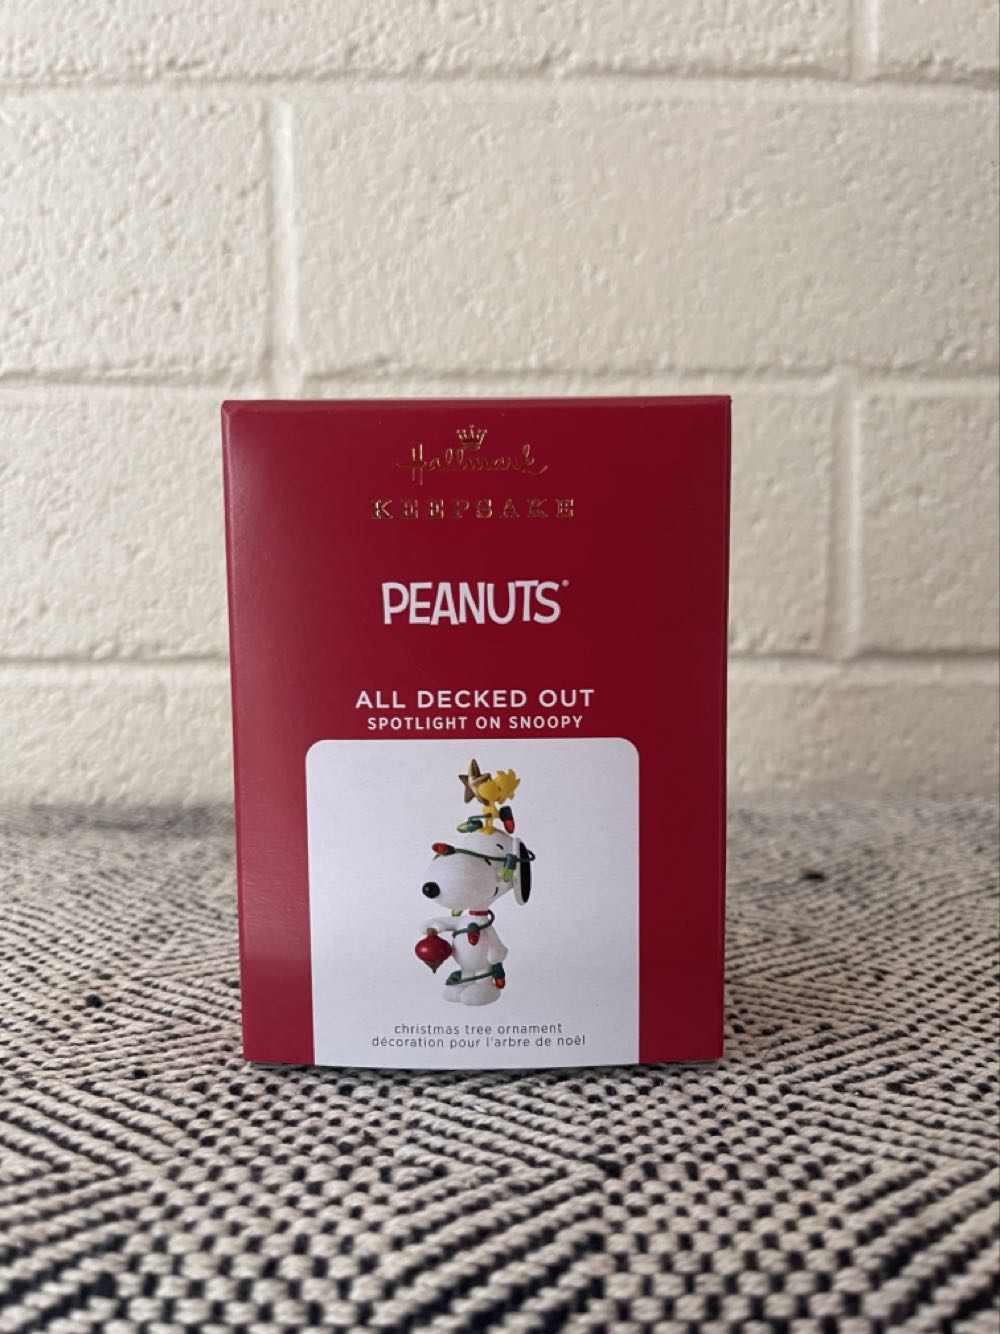 Hallmark
KEEPSAKE
PEANUTS®
ALL DECKED OUT
SPOTLIGHT ON SNOOPY
christmas tree ornament
décoration pour l'arbre de noël